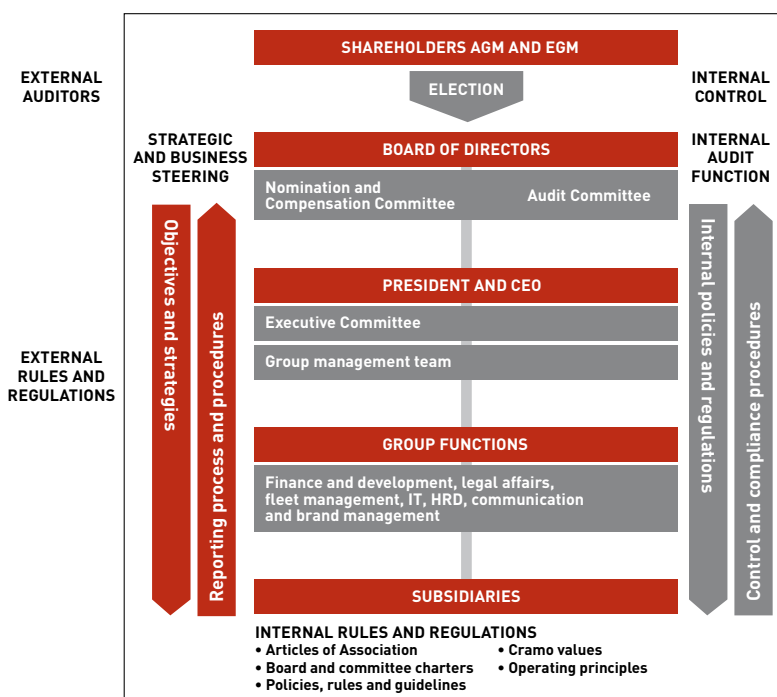 SHAREHOLDERS AGM AND EGM
EXTERNAL
AUDITORS
ELECTION
INTERNAL
CONTROL
STRATEGIC
AND BUSINESS
STEERING
BOARD OF DIRECTORS
INTERNAL
AUDIT
FUNCTION
Nomination and
Compensation Committee
Audit Committee
Objectives and strategies
Reporting process and procedures
Internal policies and regulations
Control and compliance procedures
PRESIDENT AND CEO
Executive Committee
Group management team
EXTERNAL
RULES AND
REGULATIONS
GROUP FUNCTIONS
Finance and development, legal affairs,
fleet management, IT, HRD, communication
and brand management
SUBSIDIARIES
INTERNAL RULES AND REGULATIONS
• Articles of Association
• Board and committee charters
• Policies, rules and guidelines
• Cramo values
• Operating principles